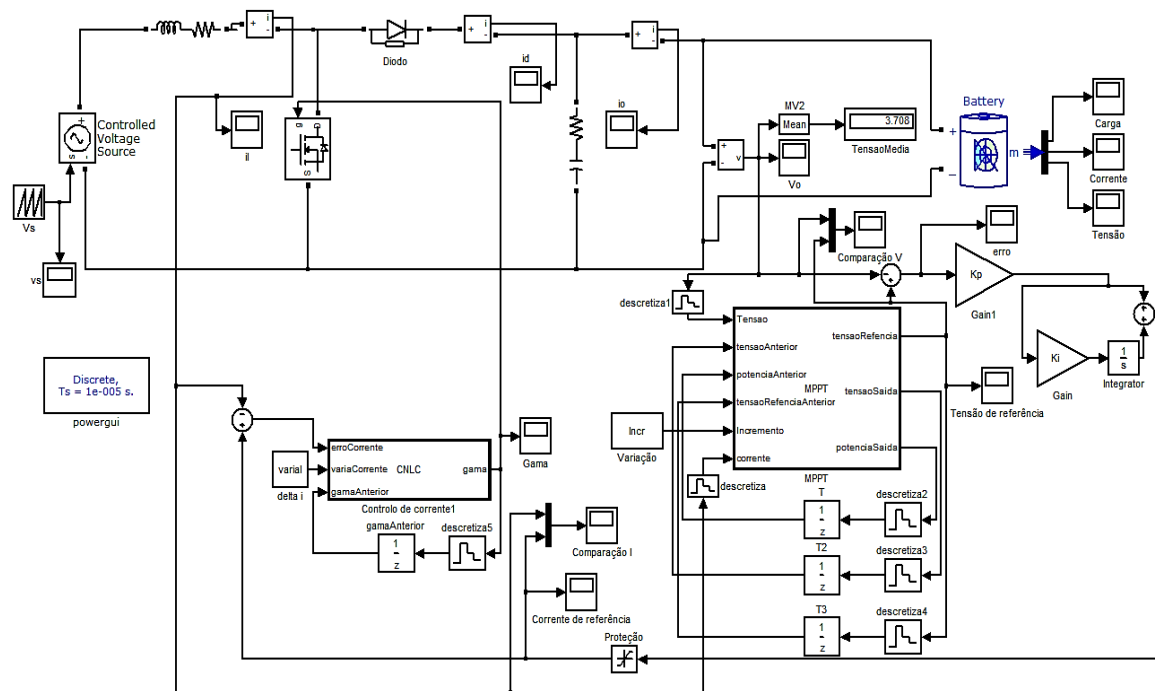 +
i
-
Diodo
+
i
-
id
+
i
-
io
il
Controlled
Voltage
Source
+
s
-
Vs
vs
g
S
MV2
Mean
3.708
TensaoMedia
+
-
v
Vo
Battery
+
_
m
Carga
Corrente
Tensão
Comparação V
erro
descretiza1
Kp
Gain1
Ki
Gain
1
s
Integrator
Tensao
tensaoAnterior
potenciaAnterior
tensaoRefenciaAnterior
Incremento
corrente
MPPT
tensaoRefencia
tensaoSaida
potenciaSaida
MPPT
Tensão de referência
Incr
Variação
descretiza
Discrete,
Ts = 1e-005 s.
powergui
varial
delta i
erroCorrente
variaCorrente
gamaAnterior
CNLC
gama
Controlo de corrente1
Gama
gamaAnterior
1
z
descretiza5
Comparação I
Corrente de referência
T
1
z
descretiza2
T2
1
z
descretiza3
T3
1
z
descretiza4
Proteção